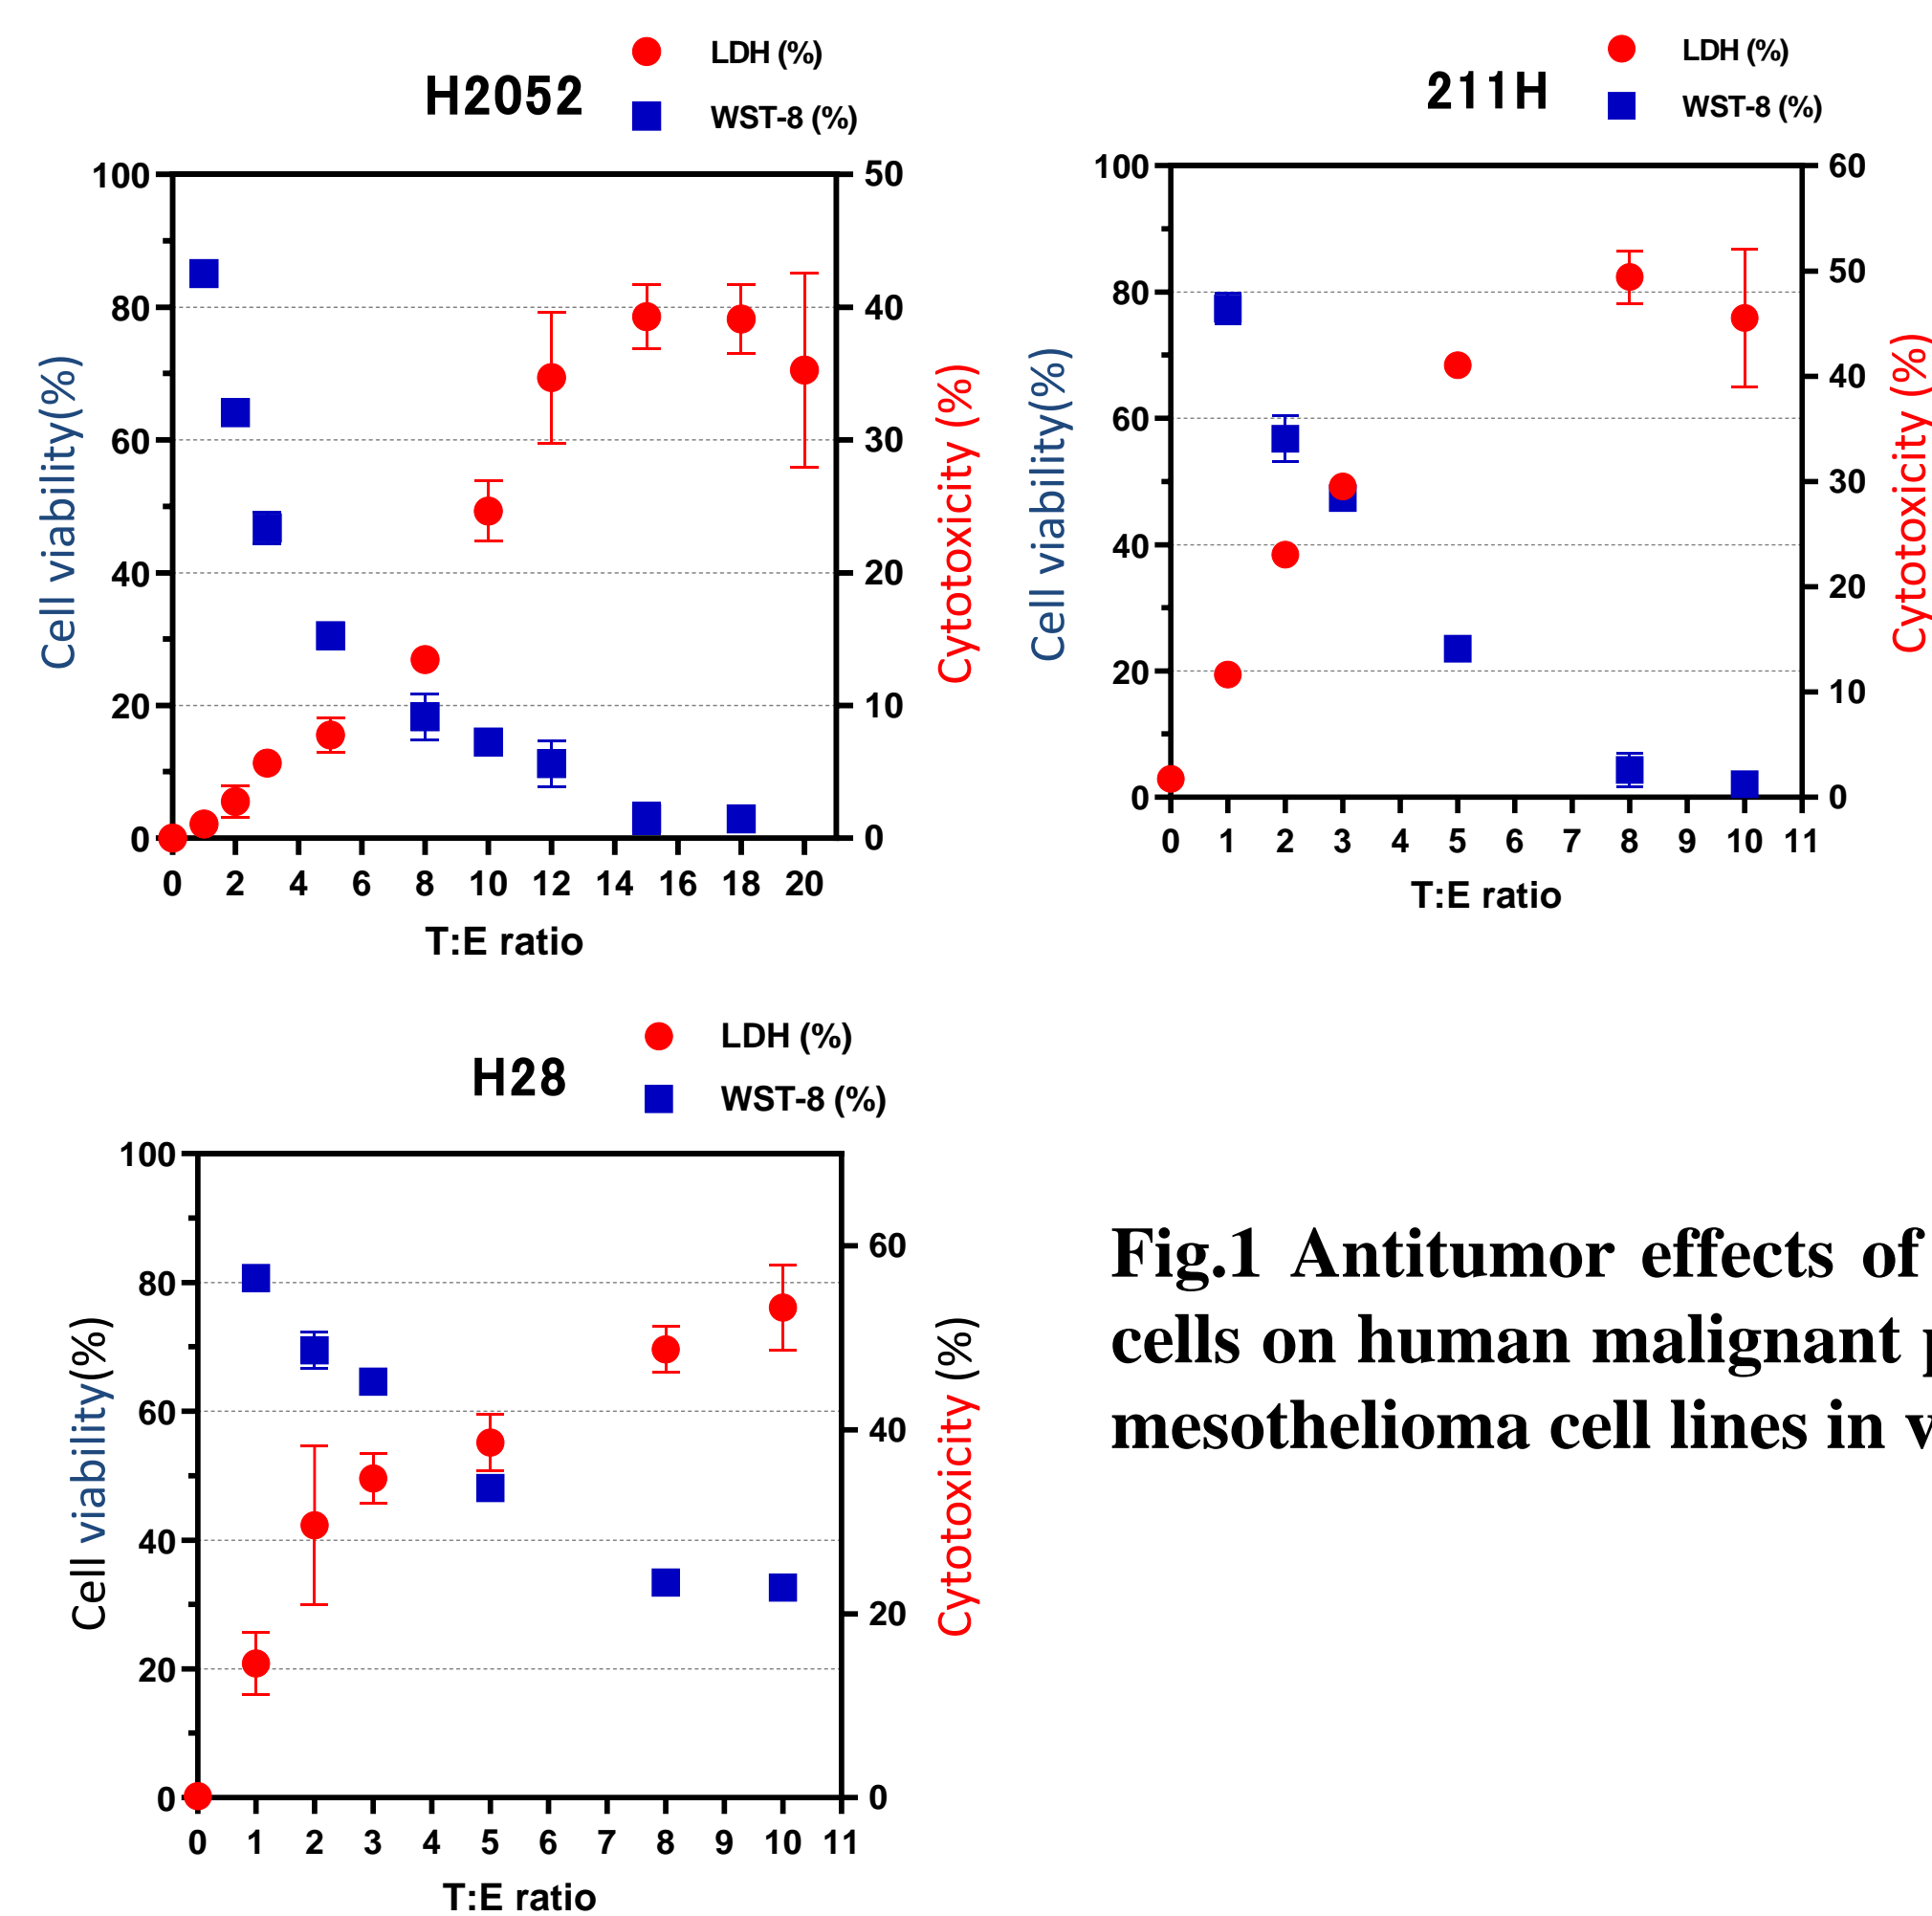 H2052
LDH (%)
WST-8 (%)
100
80
60
40
20
0
50
40
30
20
10
0
0 2 4 6 8 10 12 14 16 18 20
Cell viability(%)
Cytotoxicity (%)
T:E ratio
211H
LDH (%)
WST-8 (%)
100
80
60
40
20
0
60
50
40
30
20
10
0
0 1 2 3 4 5 6 7 8 9 10 11
Cell viability(%)
Cytotoxicity (%)
T:E ratio
H28
LDH (%)
WST-8 (%)
100
80
60
40
20
0
60
40
20
0
0 1 2 3 4 5 6 7 8 9 10 11
Cell viability(%)
Cytotoxicity (%)
T:E ratio
Fig.1 Antitumor effects of
cells on human malignant
mesothelioma cell lines in